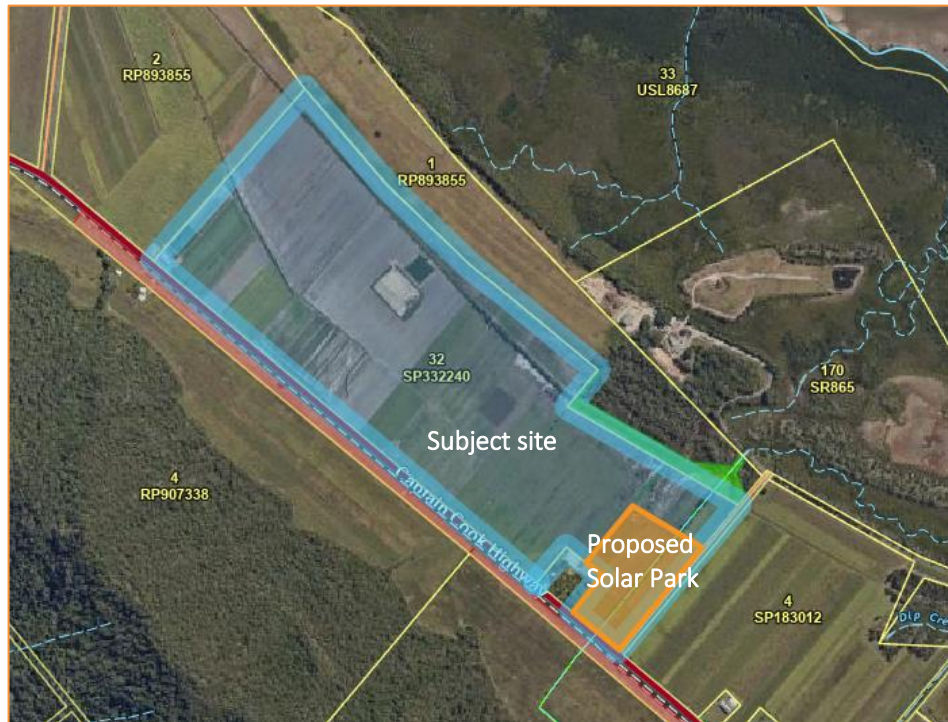 2
RP893855
33
USL8687
1
RP893855
32
SP332240
170
SR865
Subject site
4
RP907338
Captain Cook Highway
Proposed
Solar Park
4
SP183012